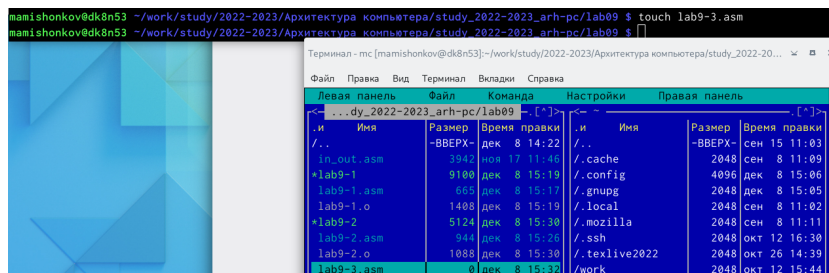 mamishonkov@dk8n53 ~/work/study/2022-2023/Архитектура компьютера/study_2022-2023_arh-pc/lab09 $ touch lab9-3.asm
mamishonkov@dk8n53 ~/work/study/2022-2023/Архитектура компьютера/study_2022-2023_arh-pc/lab09 $
Терминал - mc [mamishonkov@dk8n53]:~/work/study/2022-2023/Архитектура компьютера/study_2022-20...
Файл Правка Вид Терминал Вкладки Справка
Левая панель Файл Команда Настройки Правая панель
<─ ...dy_2022-2023_arh-pc/lab09 ─.[^]> <─ ~ ─.[^]>
.и Имя Размер Время правки .и Имя Размер Время правки
/.. -ВВЕРХ- дек 8 14:22 /.. -ВВЕРХ- сен 15 11:03
in_out.asm 3942 ноя 17 11:46 /.cache 2048 сен 8 11:09
*lab9-1 9100 дек 8 15:19 /.config 4096 дек 8 15:06
lab9-1.asm 665 дек 8 15:17 /.gnupg 2048 дек 8 15:05
lab9-1.o 1408 дек 8 15:19 /.local 2048 сен 8 11:02
*lab9-2 5124 дек 8 15:30 /.mozilla 2048 сен 8 11:11
lab9-2.asm 944 дек 8 15:26 /.ssh 2048 окт 12 16:30
lab9-2.o 1088 дек 8 15:30 /.texlive2022 2048 окт 26 14:39
lab9-3.asm 0 дек 8 15:32 /work 2048 окт 12 15:44